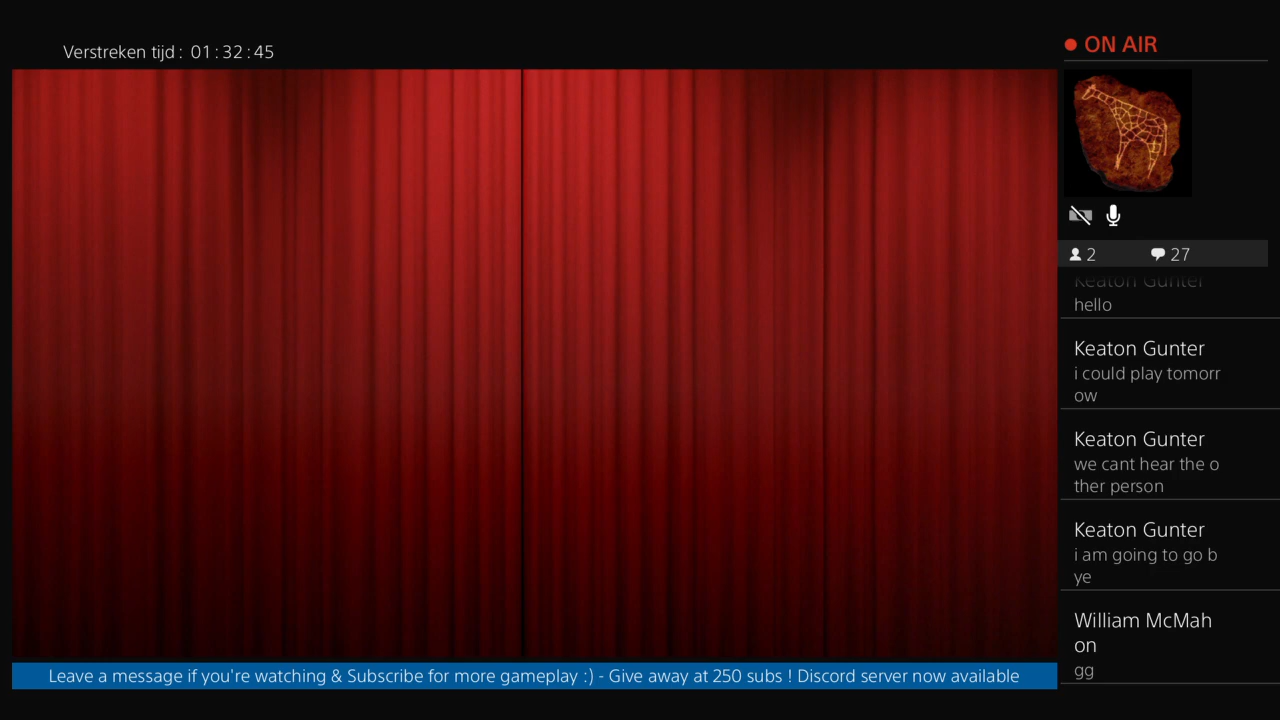 Verstreken tijd : 01 : 32 : 45
ON AIR
2
27
Keaton Gunter
hello
Keaton Gunter
i could play tomorr
ow
Keaton Gunter
we cant hear the o
ther person
Keaton Gunter
i am going to go b
ye
William McMah
on
gg
Leave a message if you're watching & Subscribe for more gameplay :) - Give away at 250 subs ! Discord server now available